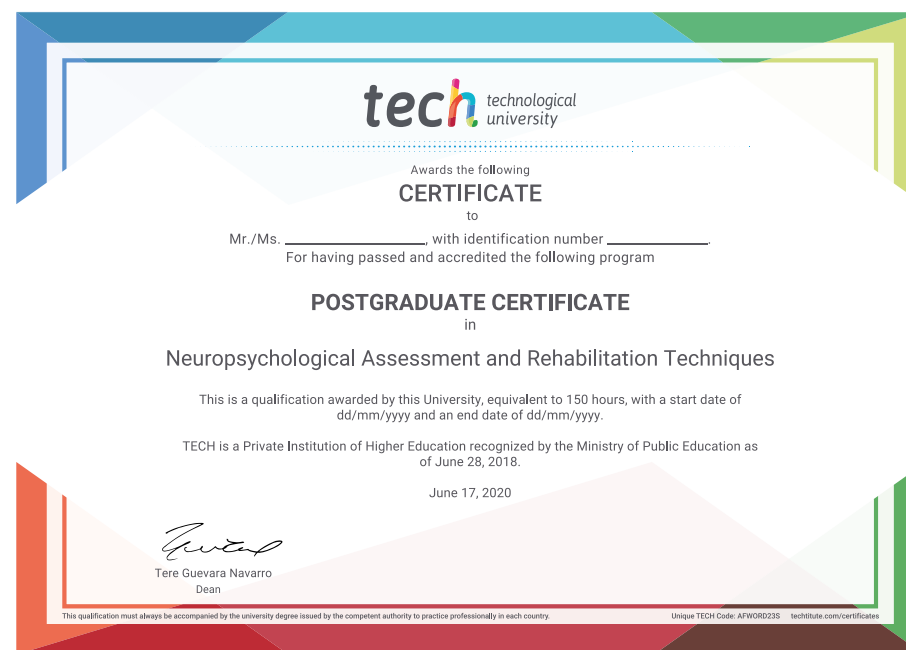 tech technological
university
Awards the following
CERTIFICATE
to
Mr./Ms. ____________________, with identification number ______________.
For having passed and accredited the following program
POSTGRADUATE CERTIFICATE
in
Neuropsychological Assessment and Rehabilitation Techniques
This is a qualification awarded by this University, equivalent to 150 hours, with a start date of
dd/mm/yyyy and an end date of dd/mm/yyyy.
TECH is a Private Institution of Higher Education recognized by the Ministry of Public Education as
of June 28, 2018.
June 17, 2020
Tere Guevara Navarro
Dean
This qualification must always be accompanied by the university degree issued by the competent authority to practice professionally in each country. Unique TECH Code: AFWORD23S techtitute.com/certificates